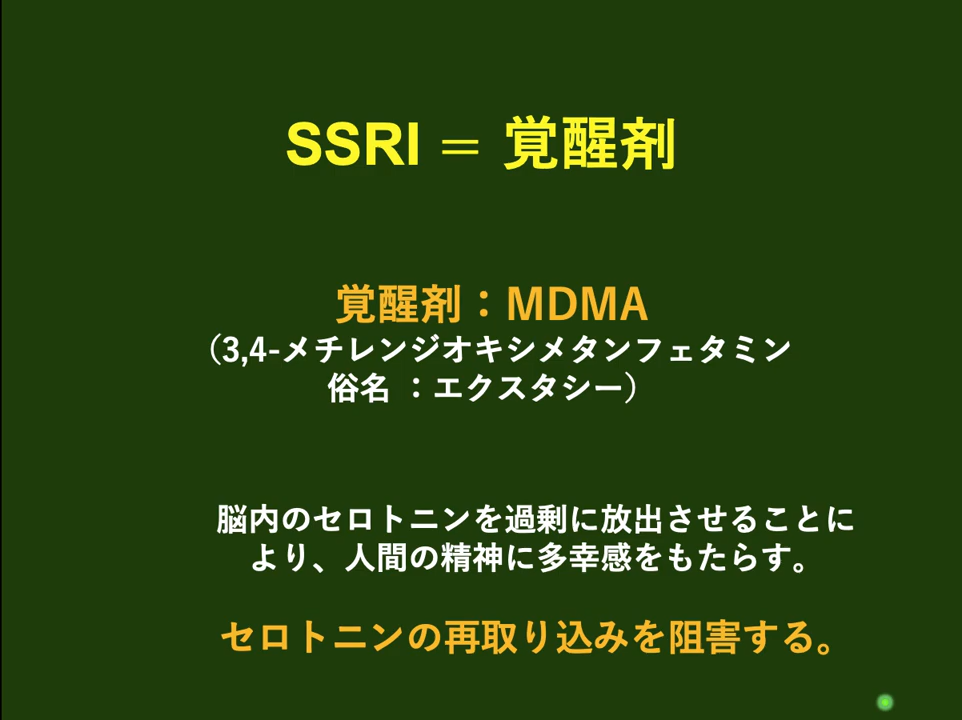 SSRI = 覚醒剤
覚醒剤：MDMA
（3,4-メチレンジオキシメタンフェタミン
俗名 ：エクスタシー）
脳内のセロトニンを過剰に放出させることに
より、人間の精神に多幸感をもたらす。
セロトニンの再取り込みを阻害する。